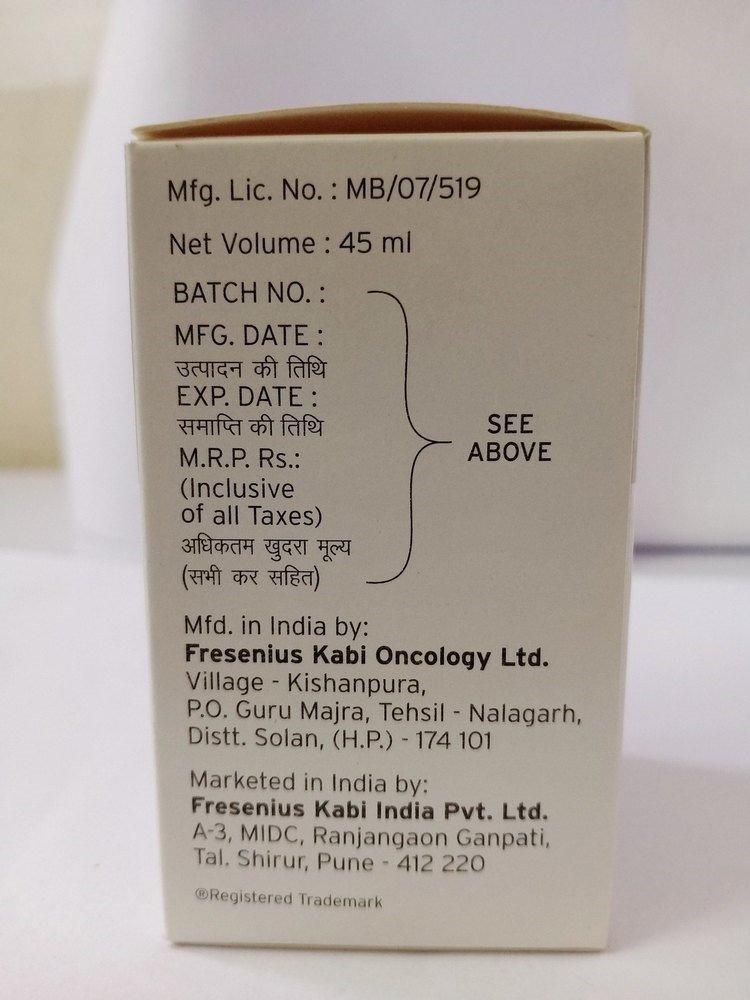 Mfg. Lic. No. : MB/07/519
Net Volume : 45 ml
BATCH NO. :
MFG. DATE :
उत्पादन की तिथि
EXP. DATE :
समाप्ति की तिथि
M.R.P. Rs.:
(Inclusive
of all Taxes)
अधिकतम खुदरा मूल्य
(सभी कर सहित)
SEE
ABOVE
Mfd. in India by:
Fresenius Kabi Oncology Ltd.
Village - Kishanpura,
P.O. Guru Majra, Tehsil - Nalagarh,
Distt. Solan, (H.P.) - 174 101
Marketed in India by:
Fresenius Kabi India Pvt. Ltd.
A-3, MIDC, Ranjangaon Ganpati,
Tal. Shirur, Pune - 412 220
®Registered Trademark